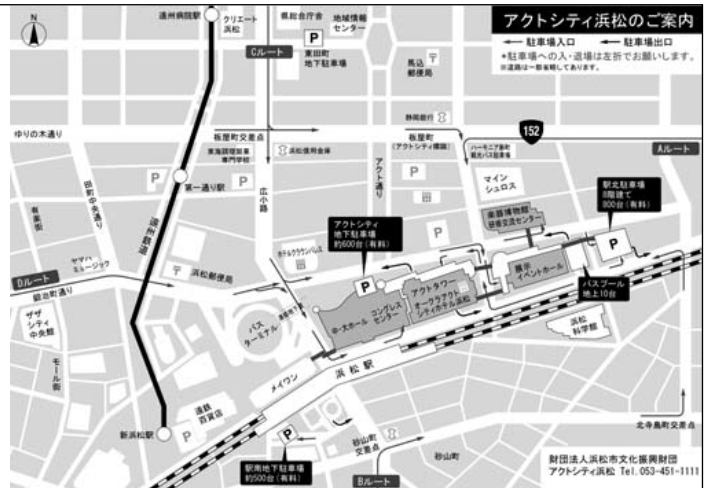 アクトシティ浜松のご案内
← 駐車場入口 ← 駐車場出口
*駐車場への入・退場は左折でお願いします。
※道路は一部省略してあります。
N
遠州病院駅
クリエート
浜松
県総合庁舎
地域情報
センター
P
東田町
地下駐車場
Cルート
馬込
郵便局
静岡銀行
ゆりの木通り
板屋町交差点
板屋町
(アクトシティ横浜)
152
Aルート
東海調理製菓
専門学校
浜松信用金庫
P
P
第一通り駅
広小路
アクト通り
P
マイン
シュロス
駅北駐車場
8階建て
800台(有料)
P
田町中央通り
有楽街
遠州鉄道
アクトシティ
地下駐車場
約600台(有料)
P
P
楽器博物館
研修交流センター
ホテルクラウンパレス
Dルート
ヤマハ
ミュージック
鍛冶町通り
浜松郵便局
展示
イベントホール
バスプール
地上10台
アクトタワー
オークラアクト
シティホテル浜松
コングレス
センター
中・大ホール
バス
ターミナル
ザザ
シティ
中央館
モール街
浜松
科学館
メイワン
浜松駅
遠鉄
百貨店
新浜松駅
P
駅南地下駐車場
約500台(有料)
砂山町
交差点
砂山町
Bルート
北寺島町交差点
財団法人浜松市文化振興財団
アクトシティ浜松 Tel. 053-451-1111